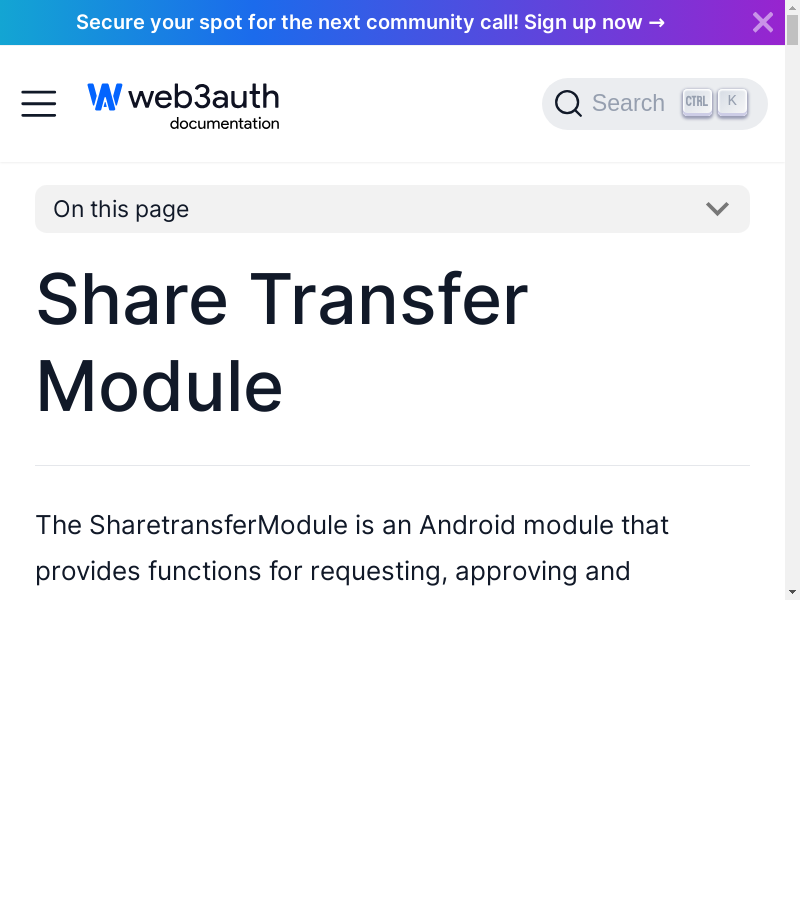 Secure your spot for the next community call! Sign up now →
web3auth
documentation
Search CTRL K
On this page
Share Transfer
Module
The SharetransferModule is an Android module that
provides functions for requesting, approving and